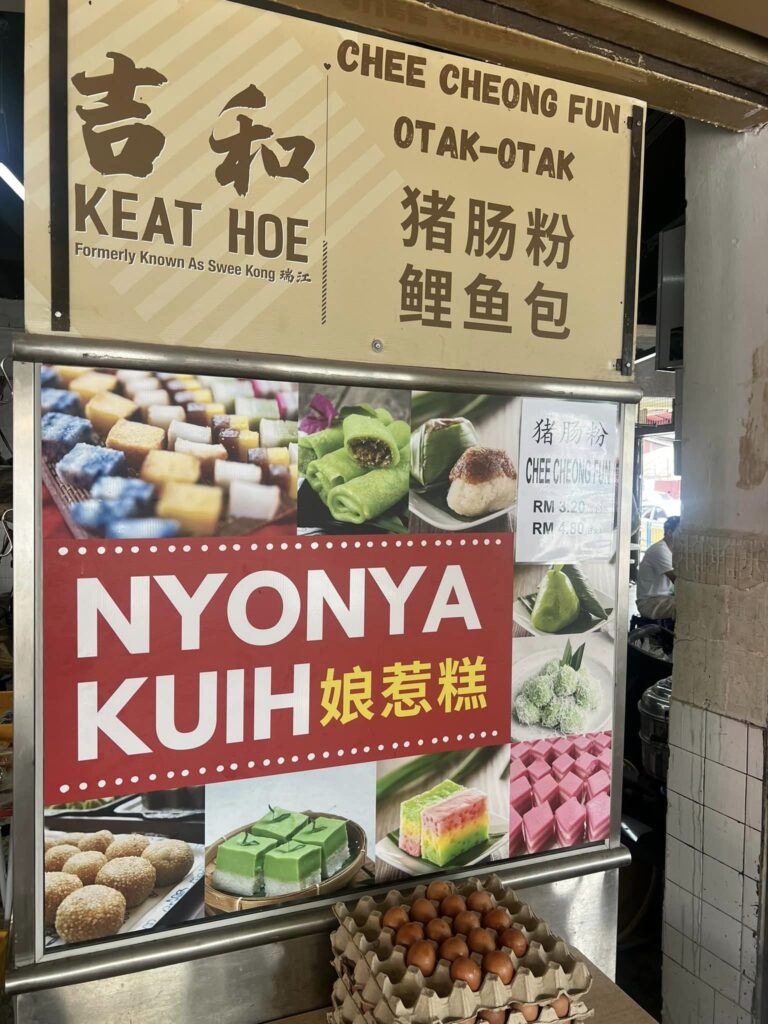 吉和
KEAT HOE
Formerly Known As Swee Kong 瑞江
CHEE CHEONG FUN
OTAK-OTAK
猪肠粉
鲤鱼包
猪肠粉
CHEE CHEONG FUN
RM 3.20
RM 4.80
NYONYA
KUIH 娘惹糕